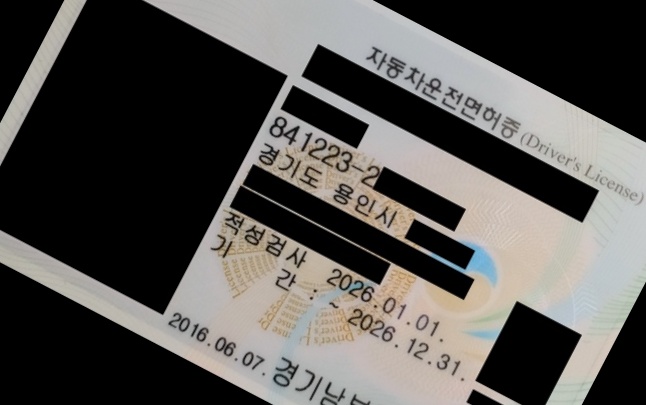 자동차운전면허증 (Driver's License)
841223-2
경기도 용인시
적성검사 2026.01.01.
기 간 : ~ 2026.12.31.
2016.06.07. 경기남부